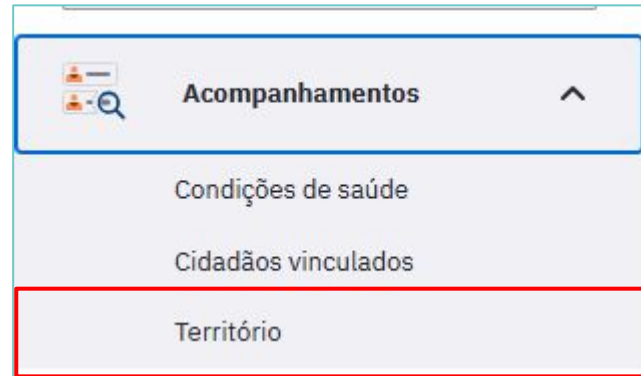 Acompanhamentos
Condições de saúde
Cidadãos vinculados
Território